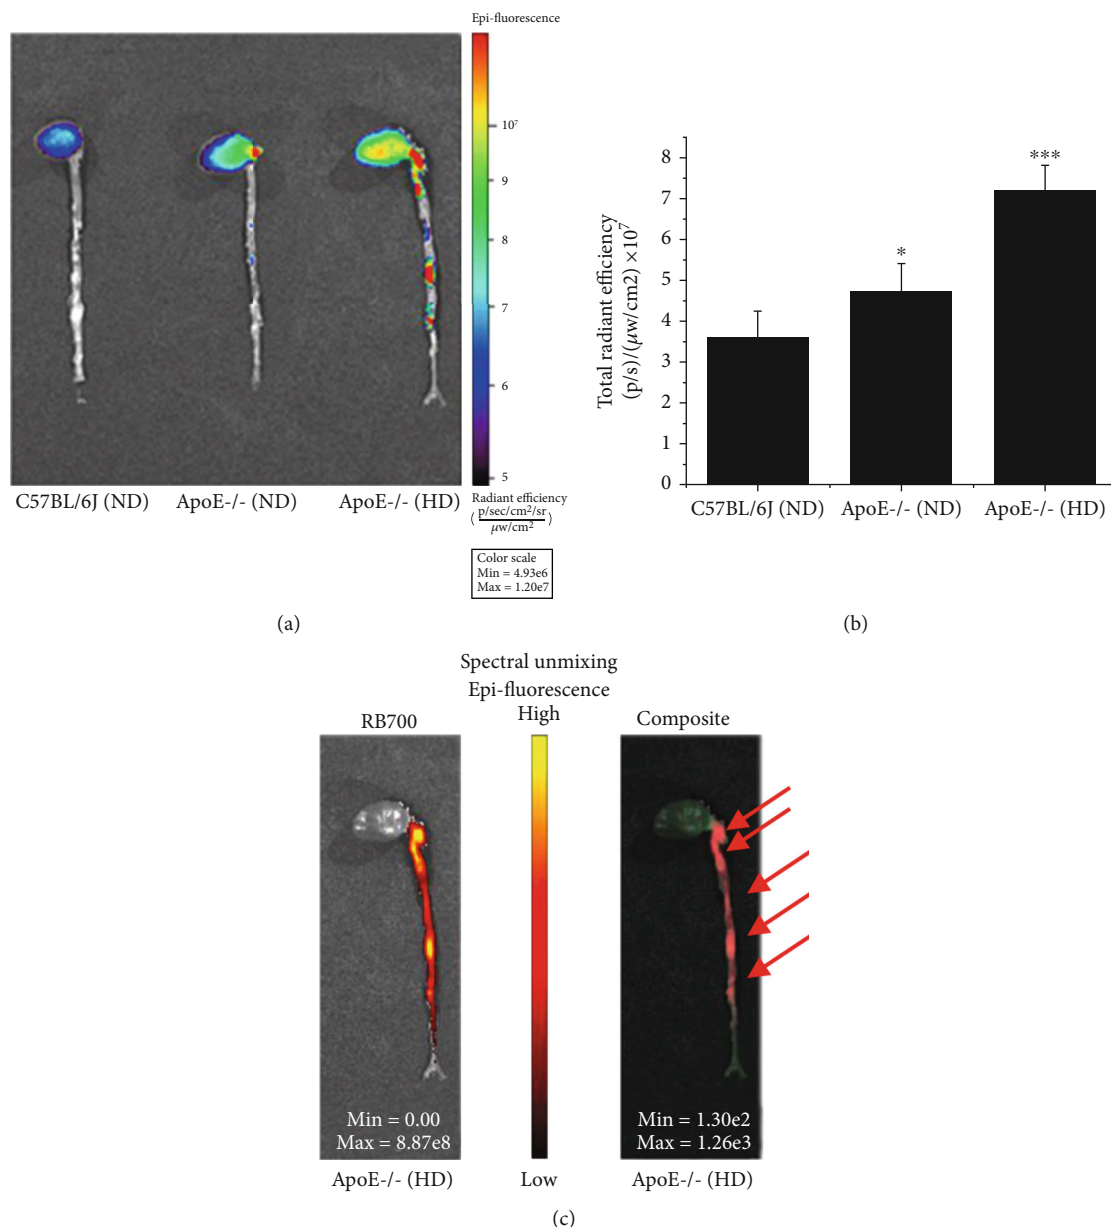 Epi-fluorescence
10⁷
9
8
7
6
5
C57BL/6J (ND)
ApoE-/- (ND)
ApoE-/- (HD)
Radiant efficiency
(p/sec/cm²/sr
μw/cm²)
Color scale
Min = 4.93e6
Max = 1.20e7
(a)
Total radiant efficiency
(p/s)/(μw/cm2) ×10⁷
8
7
6
5
4
3
2
1
0
*
***
C57BL/6J (ND)
ApoE-/- (ND)
ApoE-/- (HD)
(b)
Spectral unmixing
Epi-fluorescence
RB700
High
Composite
Min = 0.00
Max = 8.87e8
Min = 1.30e2
Max = 1.26e3
ApoE-/- (HD)
Low
ApoE-/- (HD)
(c)